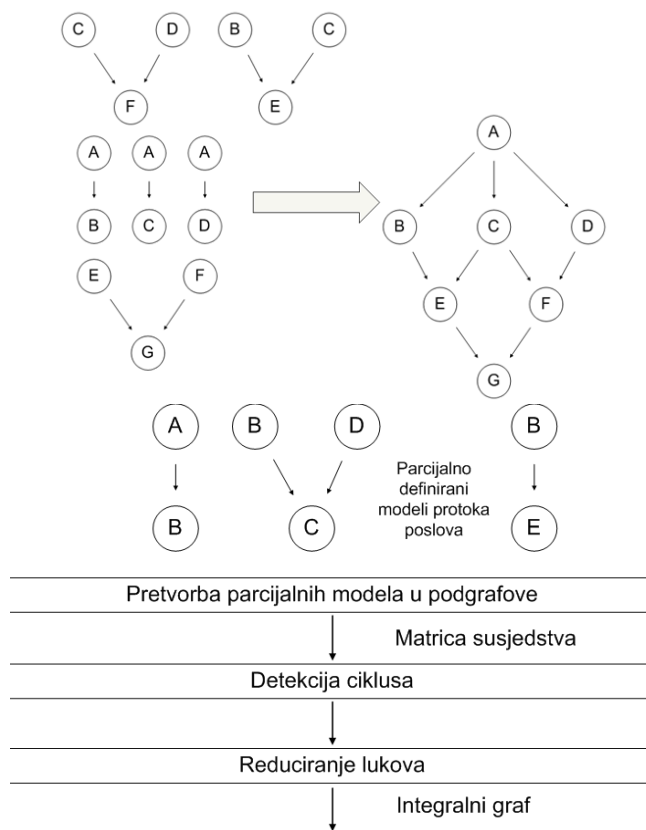 C D B C
F E
A A A
A
B C D
B C D
E F
E F
G
G
A B D B
Parcijalno
definirani
modeli protoka
poslova
B C E
Pretvorba parcijalnih modela u podgrafove
Matrica susjedstva
Detekcija ciklusa
Reduciranje lukova
Integralni graf